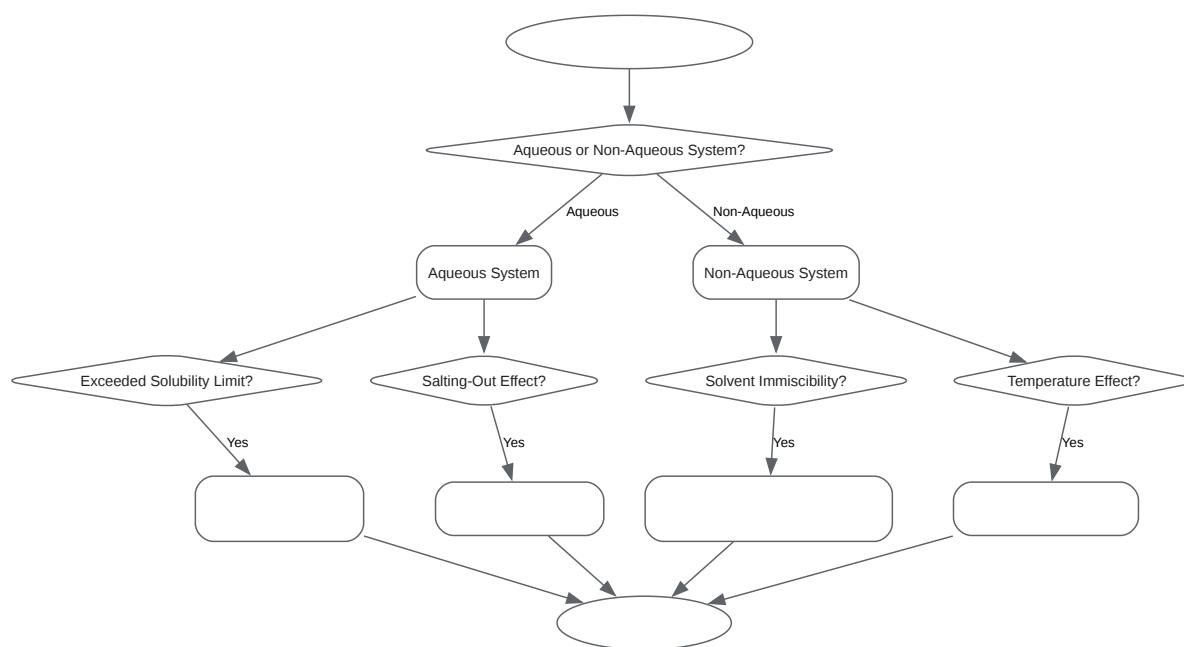 Aqueous or Non-Aqueous System?
Aqueous
Non-Aqueous
Aqueous System
Non-Aqueous System
Exceeded Solubility Limit?
Salting-Out Effect?
Solvent Immiscibility?
Temperature Effect?
Yes
Yes
Yes
Yes